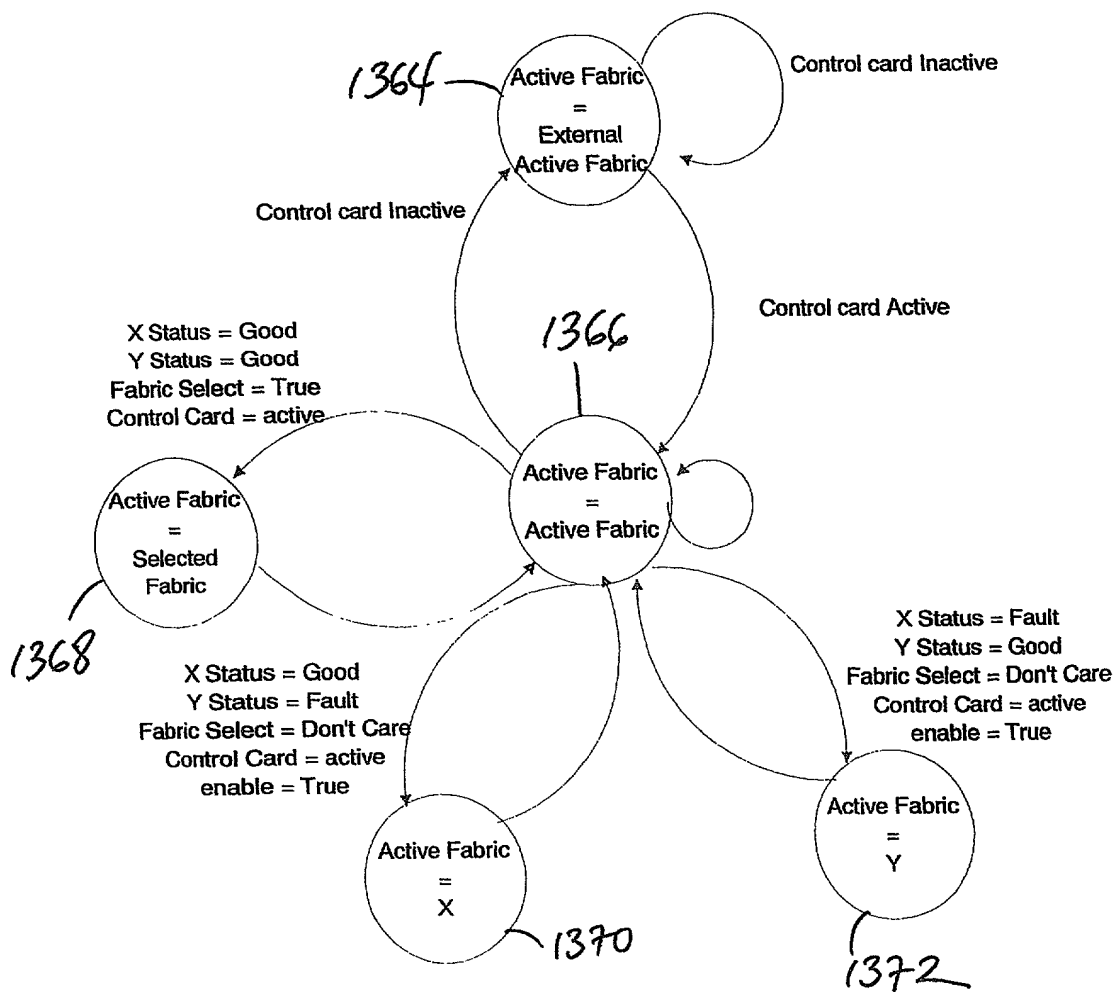 1364
Active Fabric
=
External
Active Fabric
Control card Inactive
Control card Inactive
Control card Active
1366
X Status = Good
Y Status = Good
Fabric Select = True
Control Card = active
Active Fabric
=
Active Fabric
Active Fabric
=
Selected
Fabric
1368
X Status = Good
Y Status = Fault
Fabric Select = Don't Care
Control Card = active
enable = True
X Status = Fault
Y Status = Good
Fabric Select = Don't Care
Control Card = active
enable = True
Active Fabric
=
X
1370
Active Fabric
=
Y
1372